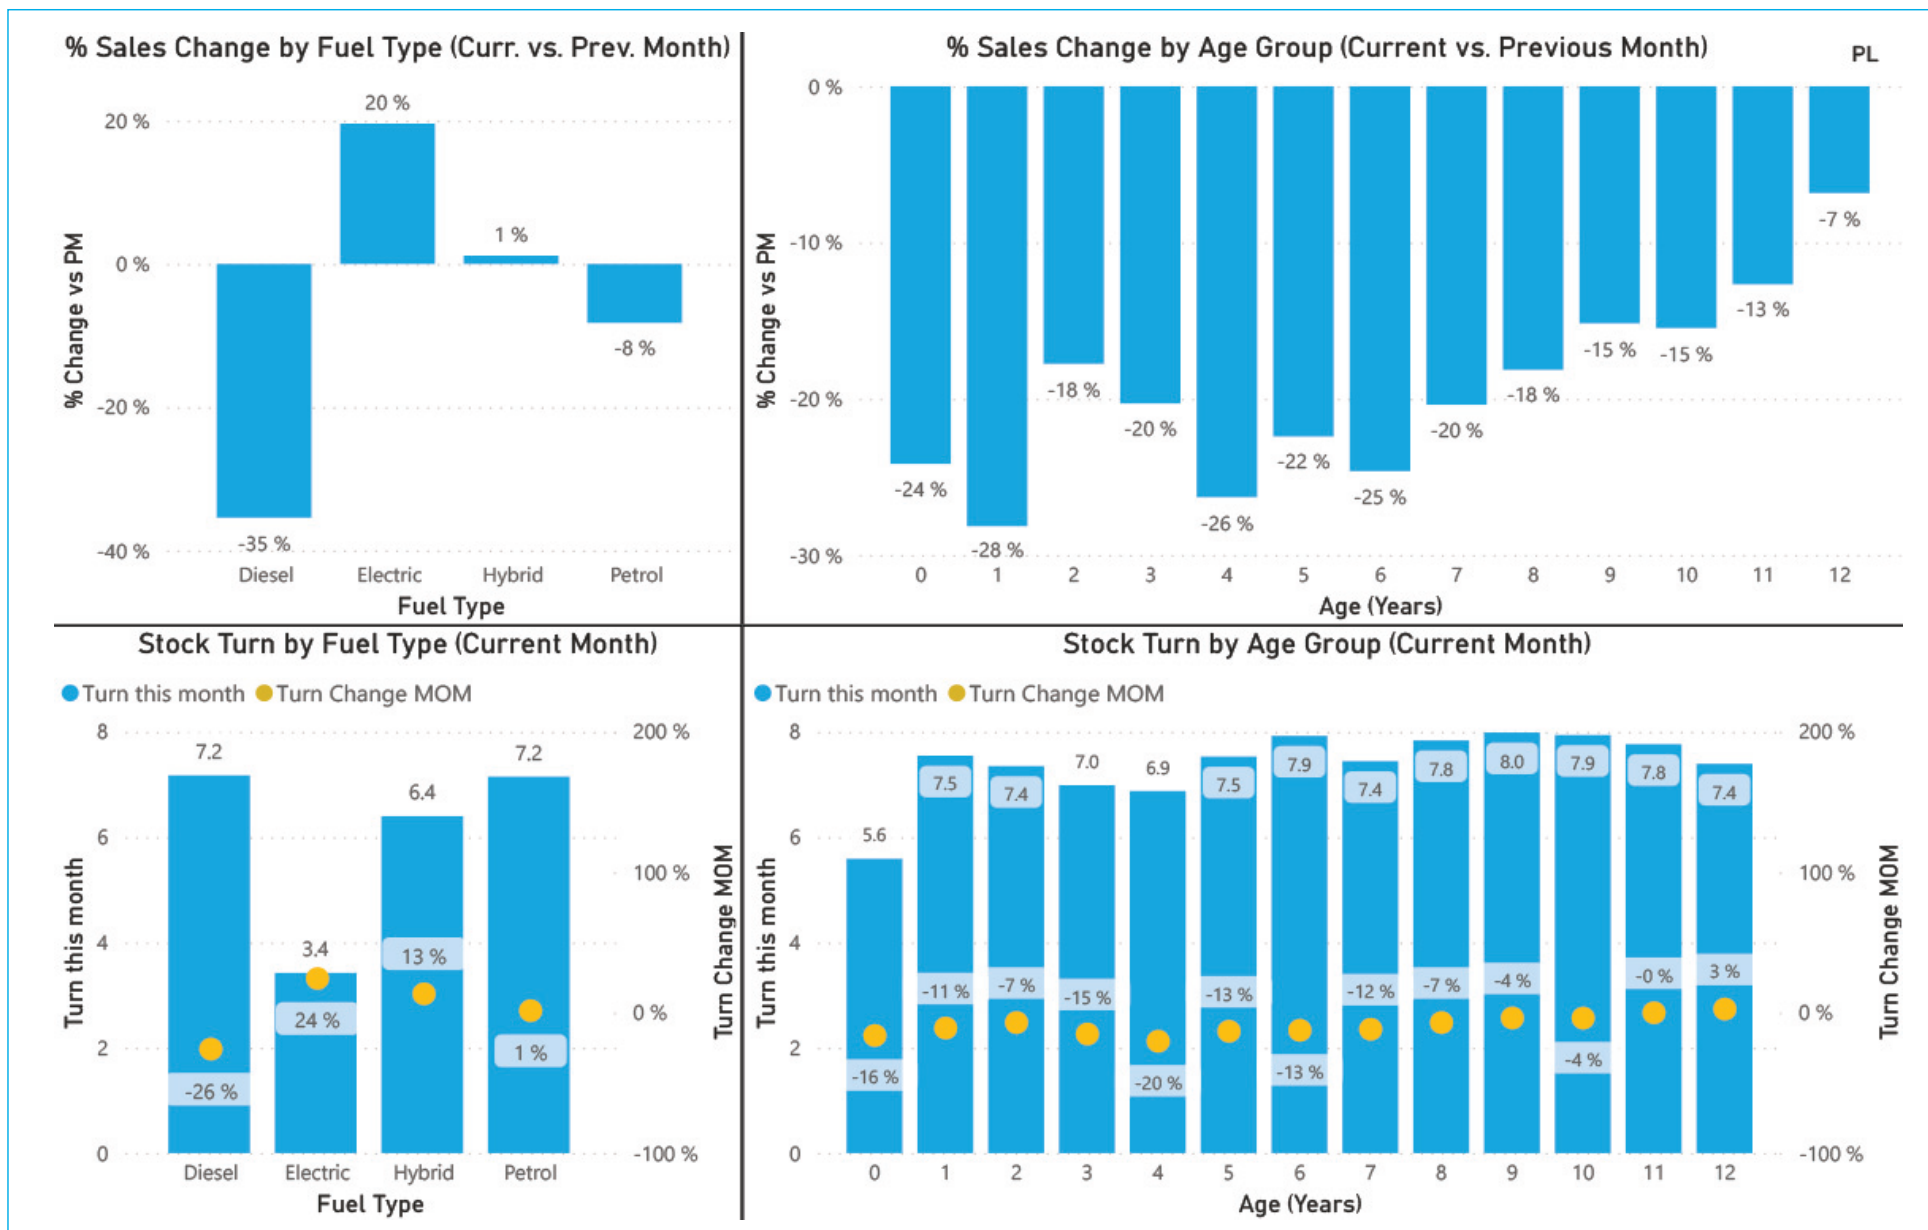 % Sales Change by Fuel Type (Curr. vs. Prev. Month)
20 %
0 %
-20 %
-40 %
% Change vs PM
20 %
1 %
-8 %
-35 %
Diesel Electric Hybrid Petrol
Fuel Type
% Sales Change by Age Group (Current vs. Previous Month)
PL
0 %
-10 %
-20 %
-30 %
% Change vs PM
-24 % -28 % -18 % -20 % -26 % -22 % -25 % -20 % -18 % -15 % -15 % -13 % -7 %
0 1 2 3 4 5 6 7 8 9 10 11 12
Age (Years)
Stock Turn by Fuel Type (Current Month)
Turn this month Turn Change MOM
8
6
4
2
0
Turn this month
7.2 3.4 6.4 7.2
-26 % 24 % 13 % 1 %
200 %
100 %
0 %
-100 %
Turn Change MOM
Diesel Electric Hybrid Petrol
Fuel Type
Stock Turn by Age Group (Current Month)
Turn this month Turn Change MOM
8
6
4
2
0
Turn this month
5.6 7.5 7.4 7.0 6.9 7.5 7.9 7.4 7.8 8.0 7.9 7.8 7.4
-16 % -11 % -7 % -15 % -20 % -13 % -13 % -12 % -7 % -4 % -4 % -0 % 3 %
200 %
100 %
0 %
-100 %
Turn Change MOM
0 1 2 3 4 5 6 7 8 9 10 11 12
Age (Years)